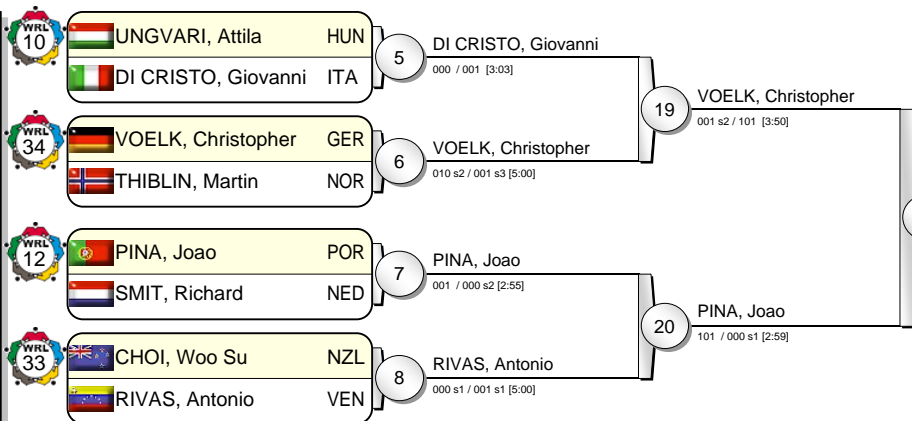 WRL
10
UNGVARI, Attila HUN
DI CRISTO, Giovanni ITA
5
DI CRISTO, Giovanni
000 / 001 [3:03]
WRL
34
VOELK, Christopher GER
THIBLIN, Martin NOR
6
VOELK, Christopher
010 s2 / 001 s3 [5:00]
19
VOELK, Christopher
001 s2 / 101 [3:50]
WRL
12
PINA, Joao POR
SMIT, Richard NED
7
PINA, Joao
001 / 000 s2 [2:55]
WRL
33
CHOI, Woo Su NZL
RIVAS, Antonio VEN
8
RIVAS, Antonio
000 s1 / 001 s1 [5:00]
20
PINA, Joao
101 / 000 s1 [2:59]